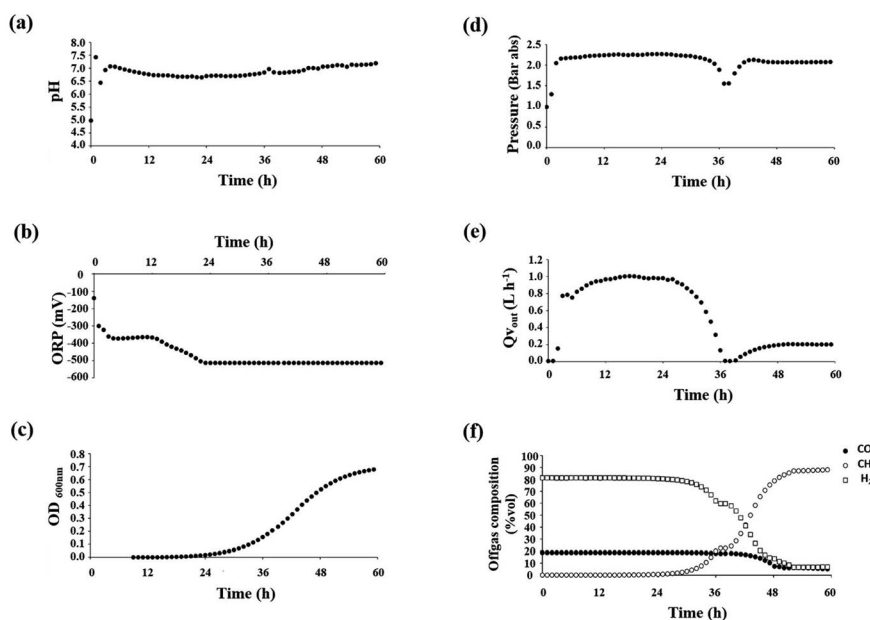 (a)
8.0
7.5
7.0
6.5
6.0
5.5
5.0
4.5
4.0
pH
0 12 24 36 48 60
Time (h)
(b)
Time (h)
0 12 24 36 48 60
0
-100
-200
-300
-400
-500
-600
ORP (mV)
(c)
0.8
0.7
0.6
0.5
0.4
0.3
0.2
0.1
0.0
OD 600nm
0 12 24 36 48 60
Time (h)
(d)
2.5
2.0
1.5
1.0
0.5
0.0
Pressure (Bar abs)
0 12 24 36 48 60
Time (h)
(e)
1.2
1.0
0.8
0.6
0.4
0.2
0.0
Qvout (L h-1)
0 12 24 36 48 60
Time (h)
(f)
100
90
80
70
60
50
40
30
20
10
0
Offgas composition
(%vol)
0 12 24 36 48 60
Time (h)
CO
CH
H